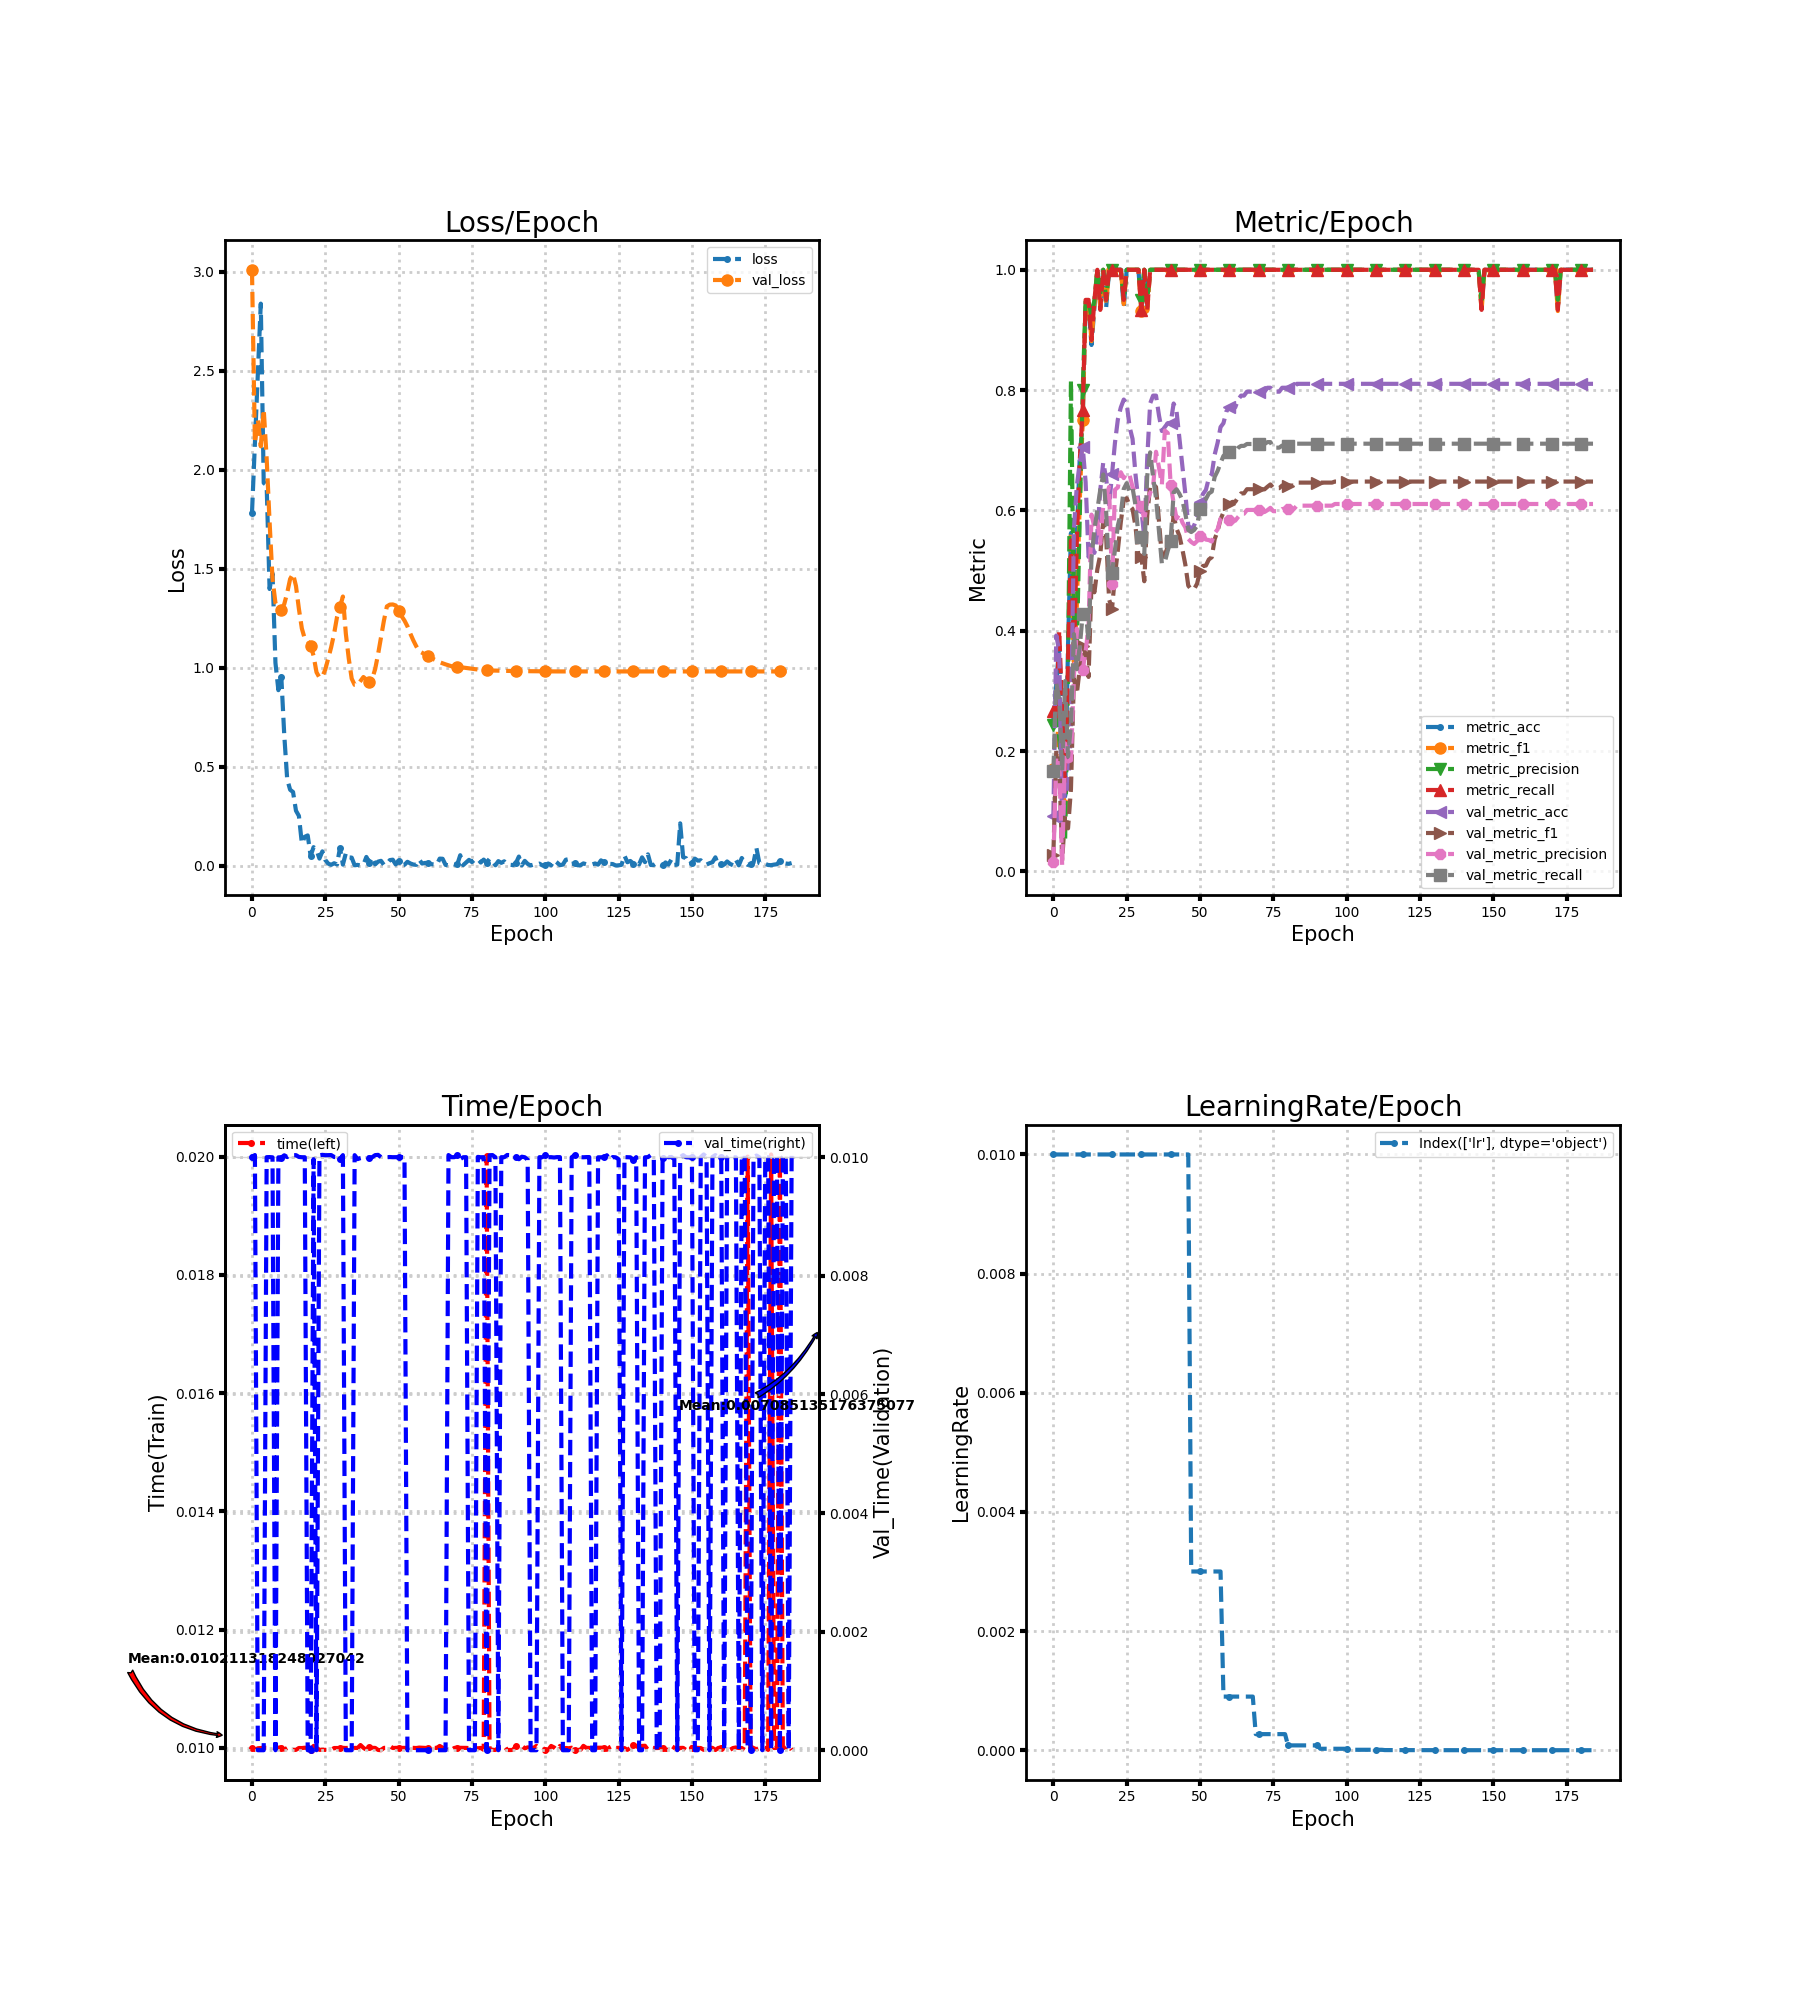 Loss/Epoch
3.0
2.5
2.0
1.5
1.0
0.5
0.0
Loss
loss
val_loss
0 25 50 75 100 125 150 175
Epoch
Metric/Epoch
1.0
0.8
0.6
0.4
0.2
0.0
Metric
metric_acc
metric_f1
metric_precision
metric_recall
val_metric_acc
val_metric_f1
val_metric_precision
val_metric_recall
0 25 50 75 100 125 150 175
Epoch
Time/Epoch
time(left)
val_time(right)
0.020
0.018
0.016
0.014
0.012
0.010
Time(Train)
0.010
0.008
0.006
0.004
0.002
0.000
Val_Time(Validation)
0 25 50 75 100 125 150 175
Epoch
LearningRate/Epoch
Index(['lr'], dtype='object')
0.010
0.008
0.006
0.004
0.002
0.000
LearningRate
0 25 50 75 100 125 150 175
Epoch